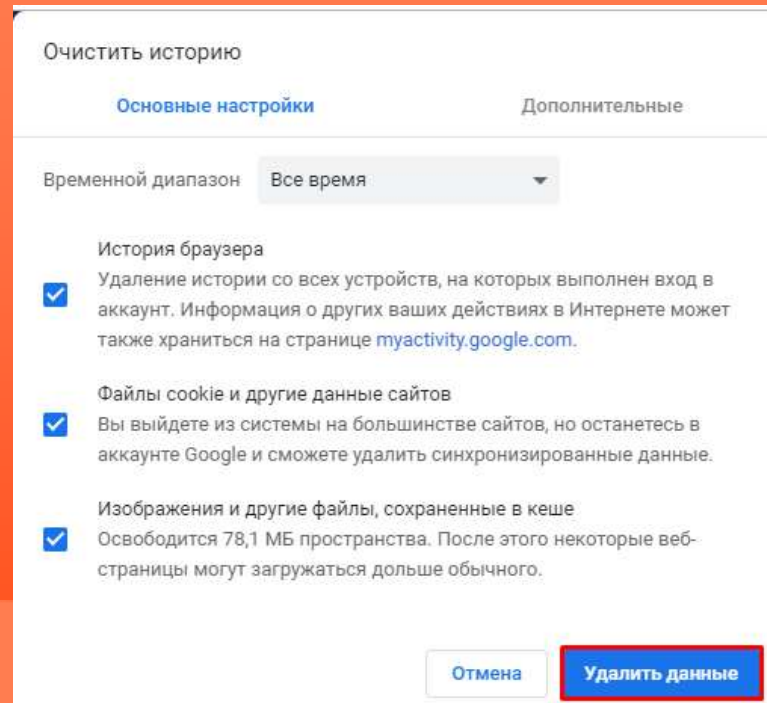 Очистить историю
Основные настройки
Дополнительные
Временной диапазон
Все время
История браузера
Удаление истории со всех устройств, на которых выполнен вход в
аккаунт. Информация о других ваших действиях в Интернете может
также храниться на странице myactivity.google.com.
Файлы cookie и другие данные сайтов
Вы выйдете из системы на большинстве сайтов, но останетесь в
аккаунте Google и сможете удалить синхронизированные данные.
Изображения и другие файлы, сохраненные в кеше
Освободится 78,1 МБ пространства. После этого некоторые веб-
страницы могут загружаться дольше обычного.
Отмена
Удалить данные